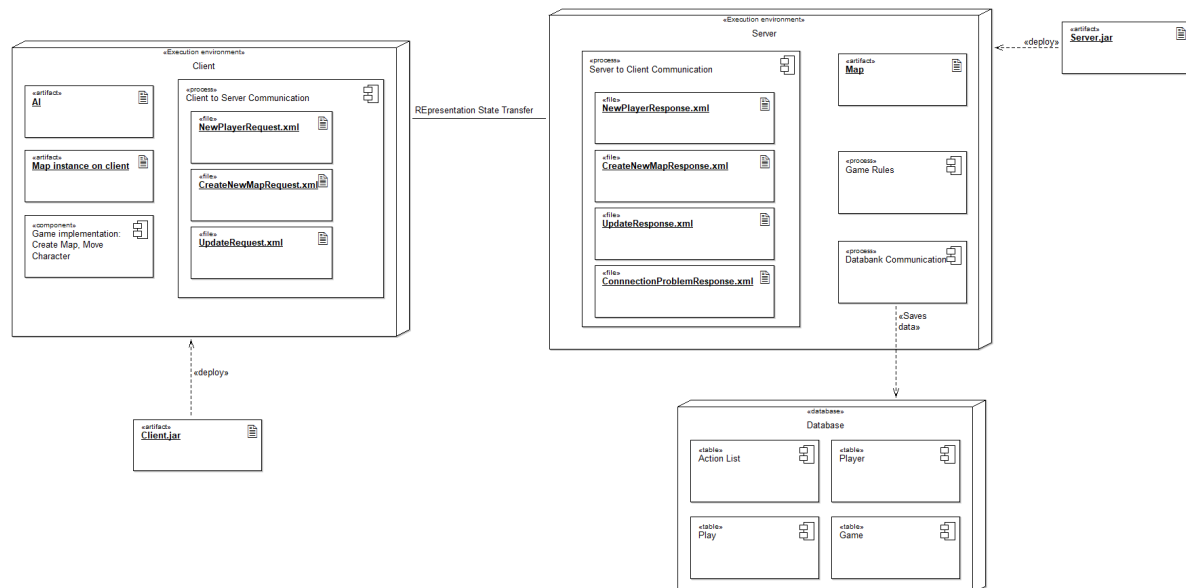 «Execution environment»
Client
«artifact»
AI
«artifact»
Map instance on client
«component»
Game implementation:
Create Map, Move
Character
«process»
Client to Server Communication
«file»
NewPlayerRequest.xml
«file»
CreateNewMapRequest.xml
«file»
UpdateRequest.xml
«deploy»
«artifact»
Client.jar
REpresentation State Transfer
«Execution environment»
Server
«process»
Server to Client Communication
«file»
NewPlayerResponse.xml
«file»
CreateNewMapResponse.xml
«file»
UpdateResponse.xml
«file»
ConnnectionProblemResponse.xml
«artifact»
Map
«process»
Game Rules
«process»
Databank Communication
«deploy»
«artifact»
Server.jar
«Saves
data»
«database»
Database
«table»
Action List
«table»
Player
«table»
Play
«table»
Game